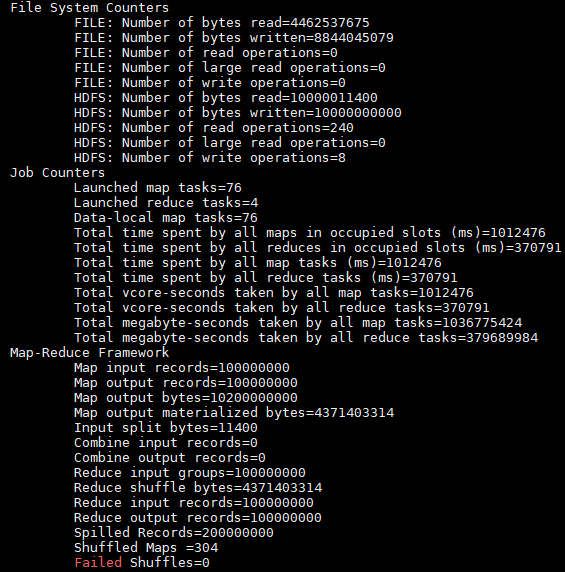 File System Counters
FILE: Number of bytes read=4462537675
FILE: Number of bytes written=8844045079
FILE: Number of read operations=0
FILE: Number of large read operations=0
FILE: Number of write operations=0
HDFS: Number of bytes read=10000011400
HDFS: Number of bytes written=10000000000
HDFS: Number of read operations=240
HDFS: Number of large read operations=0
HDFS: Number of write operations=8
Job Counters
Launched map tasks=76
Launched reduce tasks=4
Data-local map tasks=76
Total time spent by all maps in occupied slots (ms)=1012476
Total time spent by all reduces in occupied slots (ms)=370791
Total time spent by all map tasks (ms)=1012476
Total time spent by all reduce tasks (ms)=370791
Total vcore-seconds taken by all map tasks=1012476
Total vcore-seconds taken by all reduce tasks=370791
Total megabyte-seconds taken by all map tasks=1036775424
Total megabyte-seconds taken by all reduce tasks=379689984
Map-Reduce Framework
Map input records=100000000
Map output records=100000000
Map output bytes=10200000000
Map output materialized bytes=4371403314
Input split bytes=11400
Combine input records=0
Combine output records=0
Reduce input groups=100000000
Reduce shuffle bytes=4371403314
Reduce input records=100000000
Reduce output records=100000000
Spilled Records=200000000
Shuffled Maps =304
Failed Shuffles=0